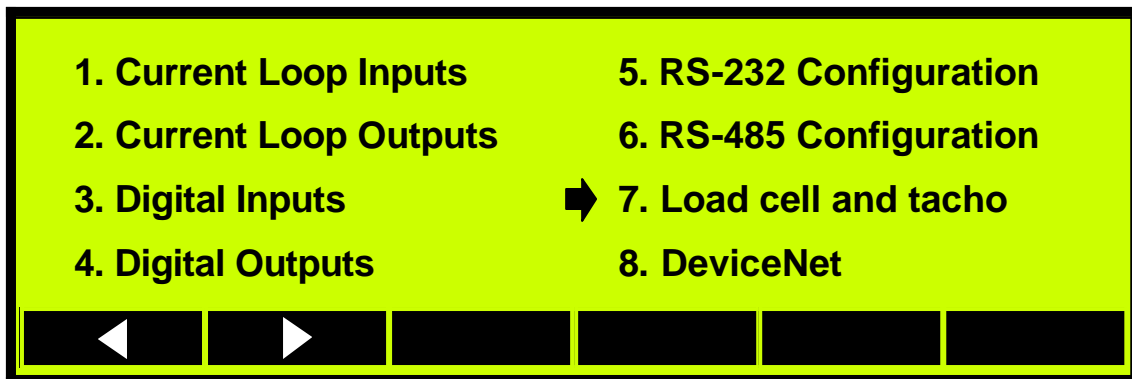 1. Current Loop Inputs
2. Current Loop Outputs
3. Digital Inputs
4. Digital Outputs
5. RS-232 Configuration
6. RS-485 Configuration
7. Load cell and tacho
8. DeviceNet